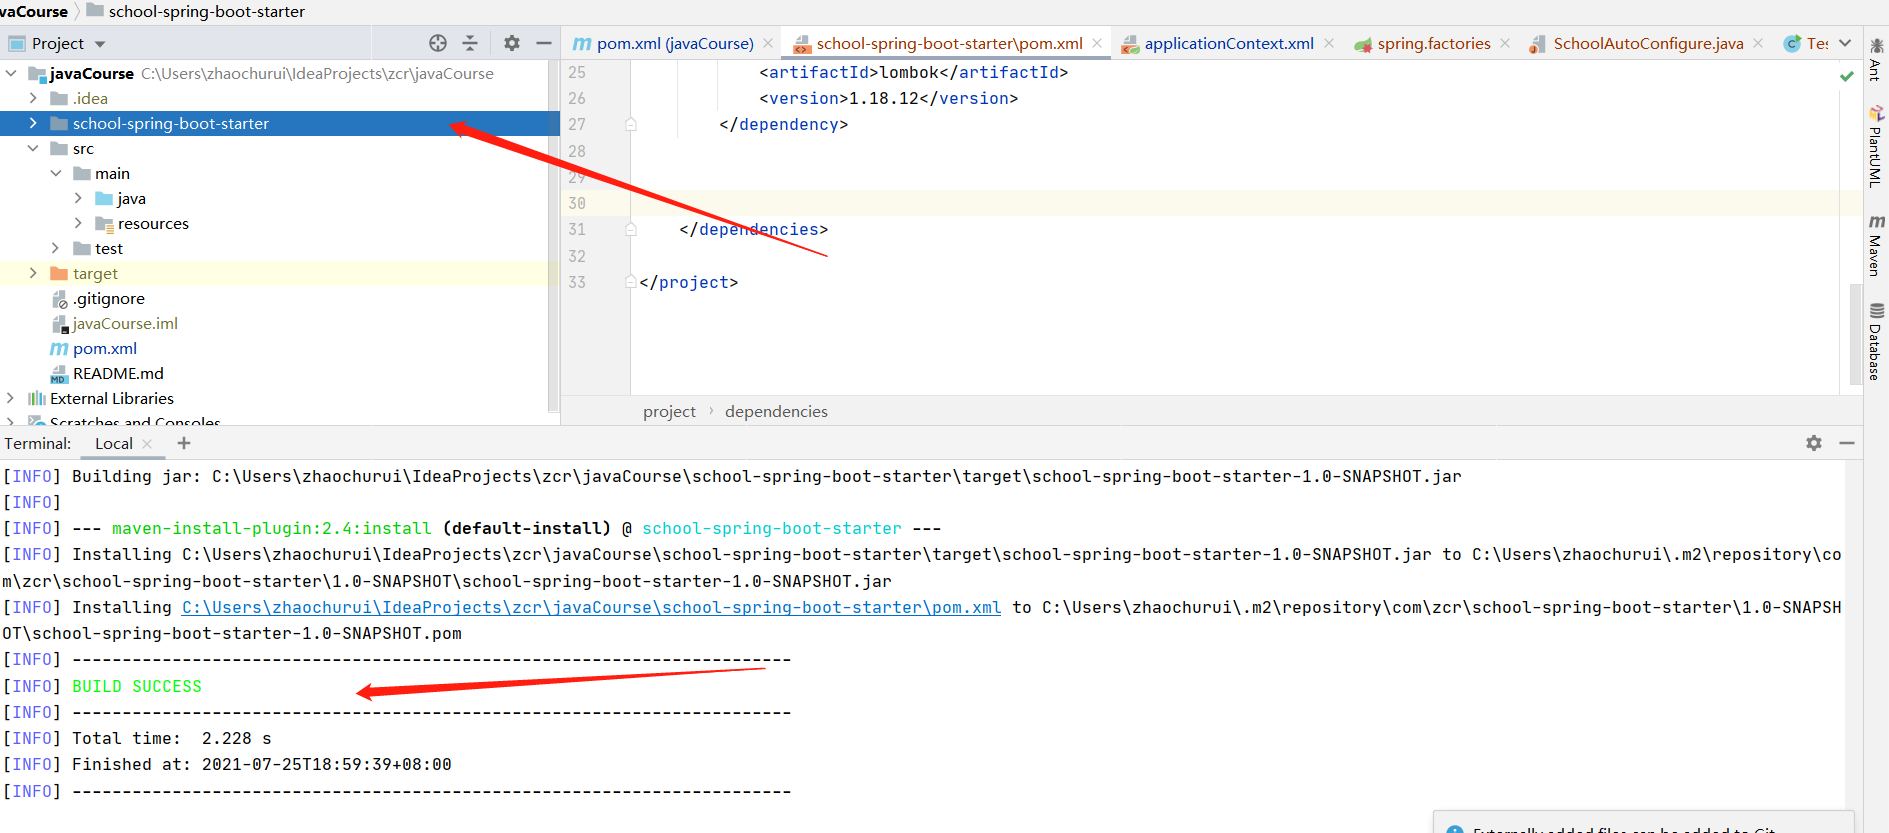 vaCourse school-spring-boot-starter
Project
pom.xml (javaCourse) school-spring-boot-starter\pom.xml applicationContext.xml spring.factories SchoolAutoConfigure.java Tes
javaCourse C:\Users\zhaochurui\IdeaProjects\zcr\javaCourse
.idea
school-spring-boot-starter
src
main
java
resources
test
target
.gitignore
javaCourse.iml
pom.xml
README.md
External Libraries
Scratches and Consoles
25 <artifactId>lombok</artifactId>
26 <version>1.18.12</version>
27 </dependency>
28
29
30
31 </dependencies>
32
33 </project>
project › dependencies
Ant
PlantUML
Maven
Database
Terminal: Local
[INFO] Building jar: C:\Users\zhaochurui\IdeaProjects\zcr\javaCourse\school-spring-boot-starter\target\school-spring-boot-starter-1.0-SNAPSHOT.jar
[INFO]
[INFO] --- maven-install-plugin:2.4:install (default-install) @ school-spring-boot-starter ---
[INFO] Installing C:\Users\zhaochurui\IdeaProjects\zcr\javaCourse\school-spring-boot-starter\target\school-spring-boot-starter-1.0-SNAPSHOT.jar to C:\Users\zhaochurui\.m2\repository\co
m\zcr\school-spring-boot-starter\1.0-SNAPSHOT\school-spring-boot-starter-1.0-SNAPSHOT.jar
[INFO] Installing C:\Users\zhaochurui\IdeaProjects\zcr\javaCourse\school-spring-boot-starter\pom.xml to C:\Users\zhaochurui\.m2\repository\com\zcr\school-spring-boot-starter\1.0-SNAPSH
OT\school-spring-boot-starter-1.0-SNAPSHOT.pom
[INFO] ------------------------------------------------------------------------
[INFO] BUILD SUCCESS
[INFO] ------------------------------------------------------------------------
[INFO] Total time:  2.228 s
[INFO] Finished at: 2021-07-25T18:59:39+08:00
[INFO] ------------------------------------------------------------------------
Externally added files can be added to Git